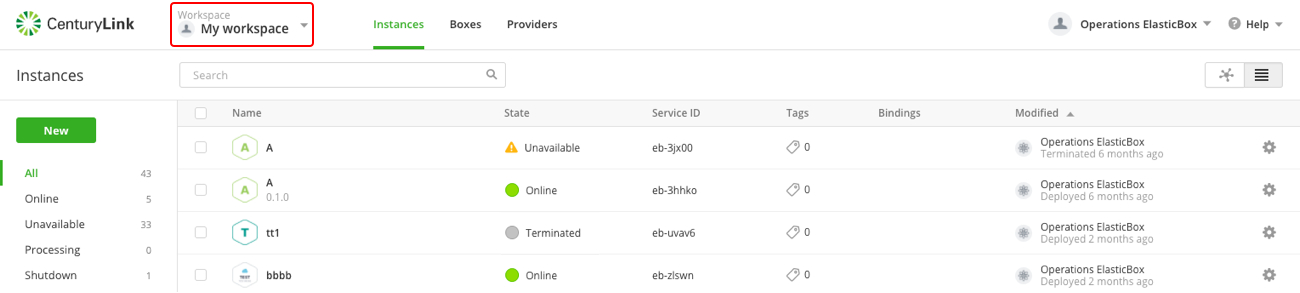 CenturyLink
Workspace
My workspace
Instances Boxes Providers
Operations ElasticBox
Help
Instances
Search
New
All 43
Online 5
Unavailable 33
Processing 0
Shutdown 1
Name State Service ID Tags Bindings Modified
A A Unavailable eb-3jx00 0 Operations ElasticBox
Terminated 6 months ago
A A Online eb-3hhko 0 Operations ElasticBox
0.1.0 Deployed 6 months ago
T tt1 Terminated eb-uvav6 0 Operations ElasticBox
Deployed 2 months ago
TEST bbbb Online eb-zlswn 0 Operations ElasticBox
Deployed 2 months ago